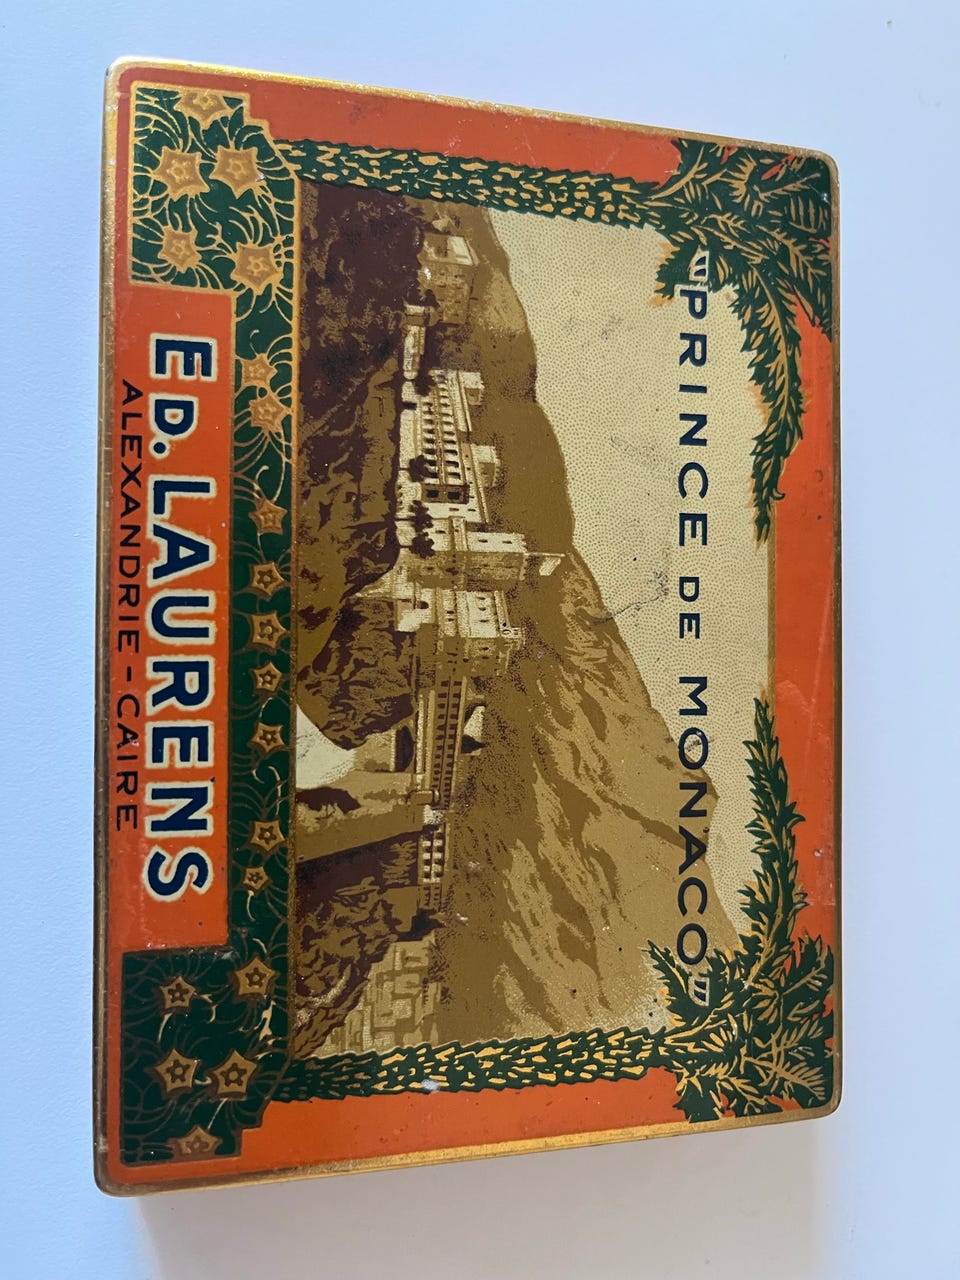 "PRINCE DE MONACO"
ED. LAURENS
ALEXANDRIE-CAIRE